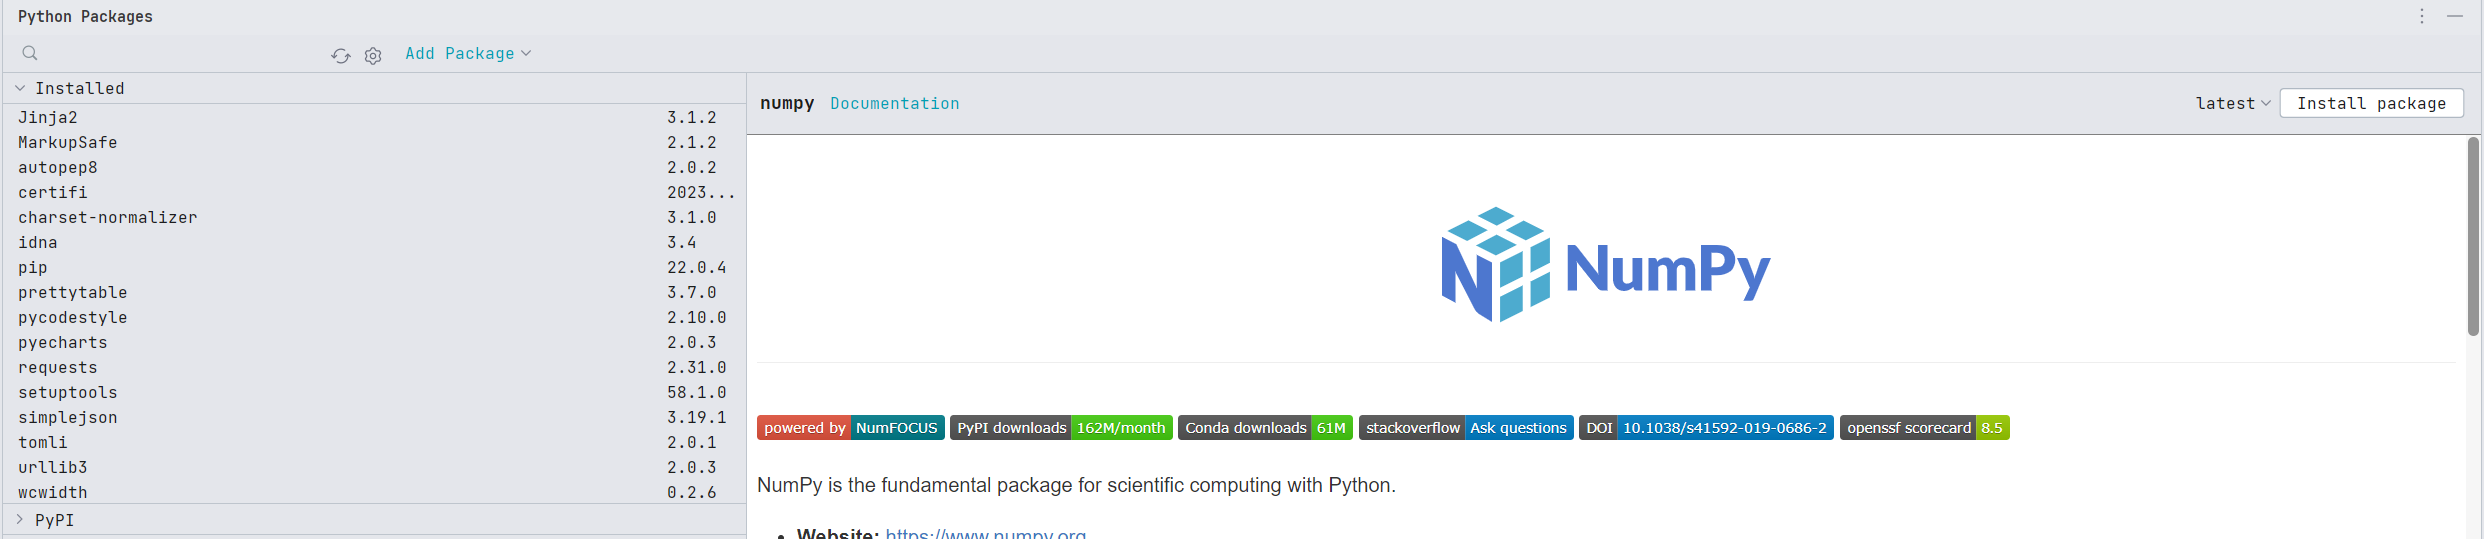 Python Packages
Add Package
Installed
Jinja2 3.1.2
MarkupSafe 2.1.2
autopep8 2.0.2
certifi 2023...
charset-normalizer 3.1.0
idna 3.4
pip 22.0.4
prettytable 3.7.0
pycodestyle 2.10.0
pyecharts 2.0.3
requests 2.31.0
setuptools 58.1.0
simplejson 3.19.1
tomli 2.0.1
urllib3 2.0.3
wcwidth 0.2.6
PyPI
numpy Documentation latest Install package
NumPy
powered by NumFOCUS PyPI downloads 162M/month Conda downloads 61M stackoverflow Ask questions DOI 10.1038/s41592-019-0686-2 openssf scorecard 8.5
NumPy is the fundamental package for scientific computing with Python.
• Website: https://www.numpy.org